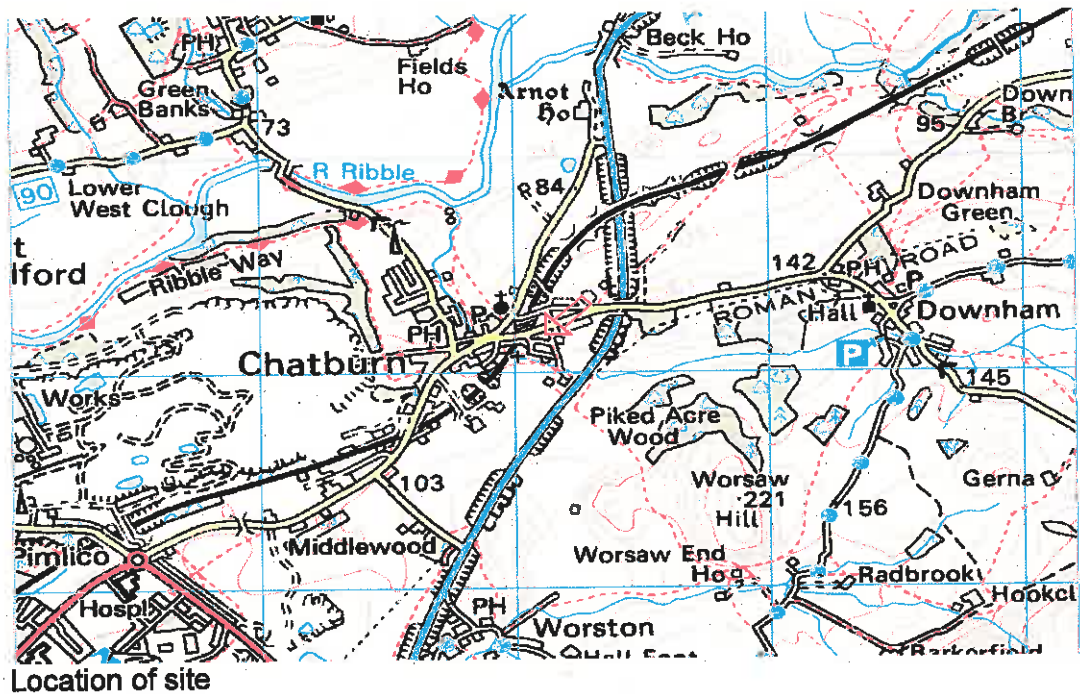 PH
Beck Ho
Fields
Ho
Green
Banks
Arnot
Ho
Down
B
73
95
R Ribble
90
Lower
West Clough
R
84
Downham
Green
t
lford
Ribble Way
142
PH
ROAD
P
ROMAN
Hall
Downham
P
PH
Chatburn
P
145
Works
Piked Acre
Wood
Worsaw
221
Hill
Gerna
103
156
Middlewood
Pimlico
Worsaw End
Ho
Radbrook
Hospl
PH
Hookcl
Worston
Barkerfield
Location of site